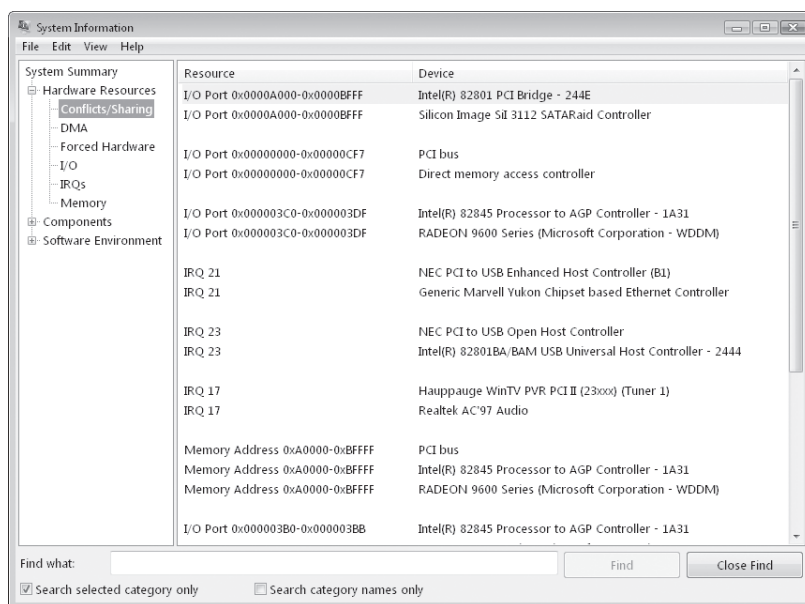 System Information
File Edit View Help
System Summary
Hardware Resources
Conflicts/Sharing
DMA
Forced Hardware
I/O
IRQs
Memory
Components
Software Environment
Resource Device
I/O Port 0x0000A000-0x0000BFFF Intel(R) 82801 PCI Bridge - 244E
I/O Port 0x0000A000-0x0000BFFF Silicon Image SiI 3112 SATARaid Controller
I/O Port 0x00000000-0x00000CF7 PCI bus
I/O Port 0x00000000-0x00000CF7 Direct memory access controller
I/O Port 0x000003C0-0x000003DF Intel(R) 82845 Processor to AGP Controller - 1A31
I/O Port 0x000003C0-0x000003DF RADEON 9600 Series (Microsoft Corporation - WDDM)
IRQ 21 NEC PCI to USB Enhanced Host Controller (B1)
IRQ 21 Generic Marvell Yukon Chipset based Ethernet Controller
IRQ 23 NEC PCI to USB Open Host Controller
IRQ 23 Intel(R) 82801BA/BAM USB Universal Host Controller - 2444
IRQ 17 Hauppauge WinTV PVR PCI II (23xxx) (Tuner 1)
IRQ 17 Realtek AC'97 Audio
Memory Address 0xA0000-0xBFFFF PCI bus
Memory Address 0xA0000-0xBFFFF Intel(R) 82845 Processor to AGP Controller - 1A31
Memory Address 0xA0000-0xBFFFF RADEON 9600 Series (Microsoft Corporation - WDDM)
I/O Port 0x000003B0-0x000003BB Intel(R) 82845 Processor to AGP Controller - 1A31
Find what: Find Close Find
Search selected category only Search category names only